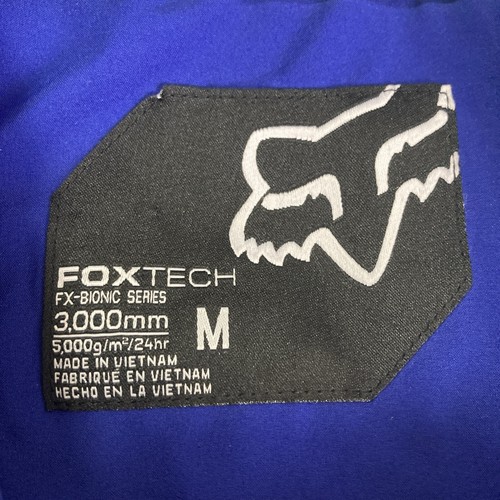 FOXTECH
FX-BIONIC SERIES
3,000mm
5,000g/m²/24hr
M
MADE IN VIETNAM
FABRIQUÉ EN VIETNAM
HECHO EN LA VIETNAM